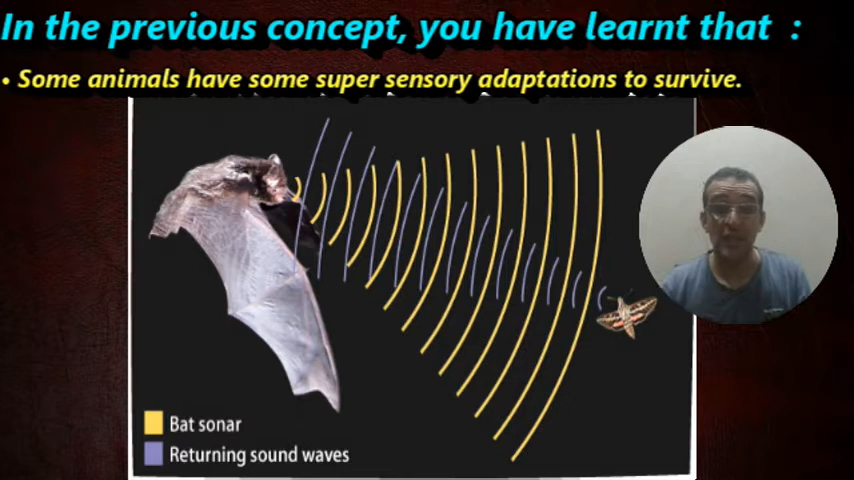 In the previous concept, you have learnt that :
• Some animals have some super sensory adaptations to survive.
Bat sonar
Returning sound waves